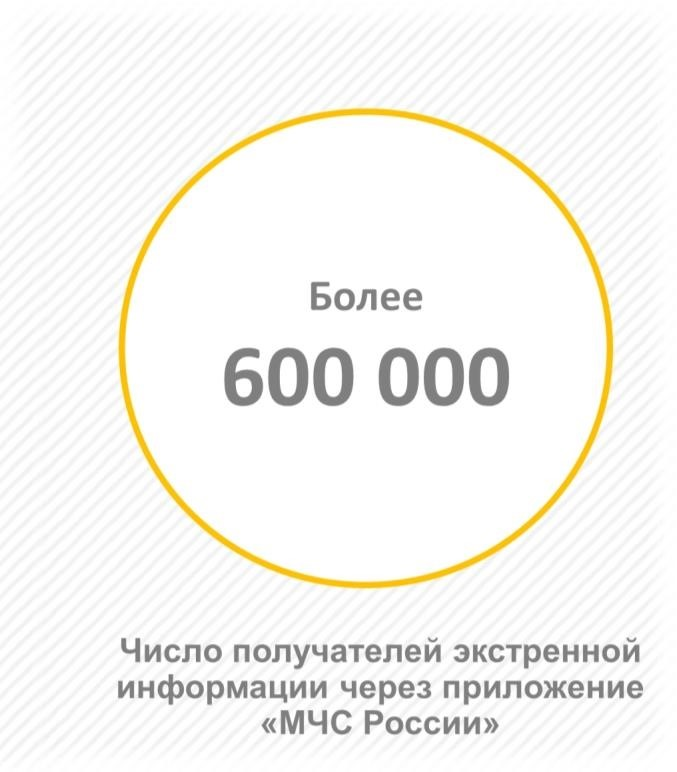 Более
600 000
Число получателей экстренной
информации через приложение
«МЧС России»